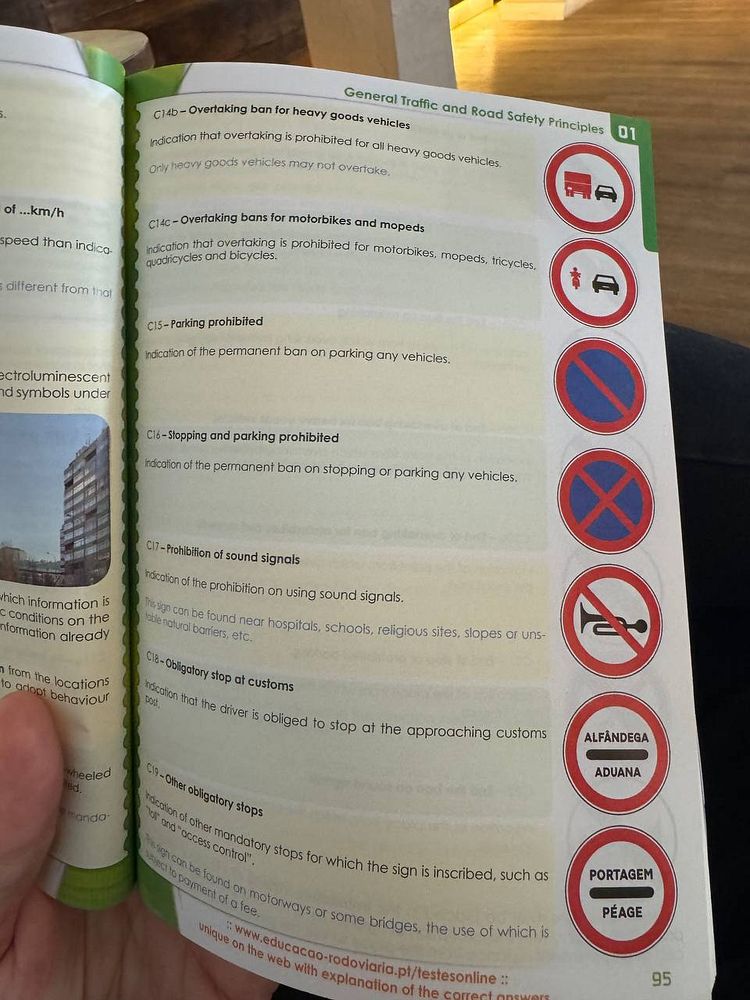 s.
of ...km/h
speed than indica-
s different from that
ectroluminescent
nd symbols under
which information is
c conditions on the
nformation already
n from the locations
to adopt behaviour
wheeled
manda-
General Traffic and Road Safety Principles 01
C14b – Overtaking ban for heavy goods vehicles
Indication that overtaking is prohibited for all heavy goods vehicles.
Only heavy goods vehicles may not overtake.
C14c – Overtaking bans for motorbikes and mopeds
Indication that overtaking is prohibited for motorbikes, mopeds, tricycles,
quadricycles and bicycles.
C15 – Parking prohibited
Indication of the permanent ban on parking any vehicles.
C16 – Stopping and parking prohibited
Indication of the permanent ban on stopping or parking any vehicles.
C17 – Prohibition of sound signals
Indication of the prohibition on using sound signals.
This sign can be found near hospitals, schools, religious sites, slopes or uns-
table natural barriers, etc.
C18 – Obligatory stop at customs
Indication that the driver is obliged to stop at the approaching customs
post.
ALFÂNDEGA
ADUANA
C19 – Other obligatory stops
Indication of other mandatory stops for which the sign is inscribed, such as
"toll" and "access control".
This sign can be found on motorways or some bridges, the use of which is
subject to payment of a fee.
PORTAGEM
PÉAGE
:: www.educacao-rodoviaria.pt/testesonline ::
unique on the web with explanation of the correct answers
95